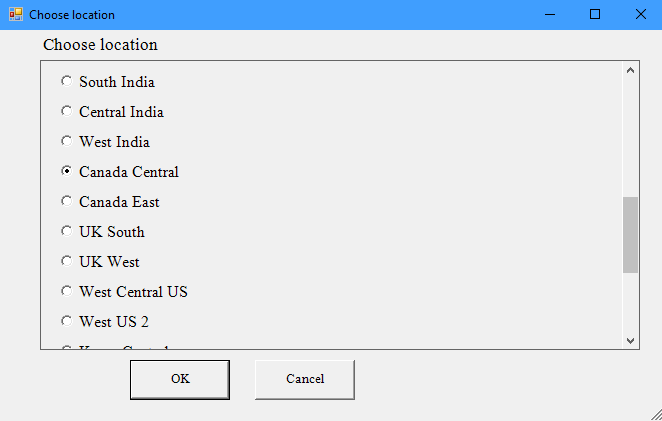 Choose location
Choose location
South India
Central India
West India
Canada Central
Canada East
UK South
UK West
West Central US
West US 2
OK
Cancel